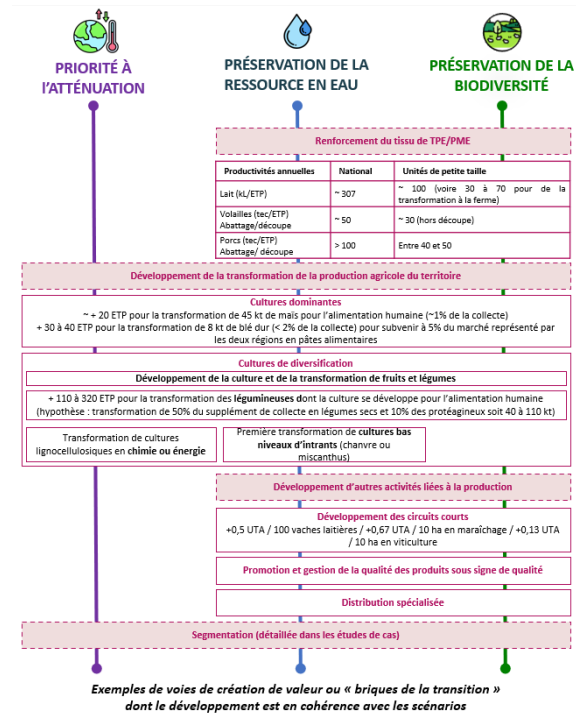 PRIORITÉ À
l'ATTÉNUATION
PRÉSERVATION DE LA
RESSOURCE EN EAU
PRÉSERVATION DE LA
BIODIVERSITÉ
Renforcement du tissu de TPE/PME
Productivités annuelles National Unités de petite taille
Lait (kL/ETP) ~ 307 ~ 100 (voire 30 à 70 pour de la
transformation à la ferme)
Volailles (tec/ETP)
Abattage/découpe ~ 50 ~ 30 (hors découpe)
Porcs (tec/ETP)
Abattage/ découpe > 100 Entre 40 et 50
Développement de la transformation de la production agricole du territoire
Cultures dominantes
~ + 20 ETP pour la transformation de 45 kt de maïs pour l'alimentation humaine (~1% de la collecte)
+ 30 à 40 ETP pour la transformation de 8 kt de blé dur (< 2% de la collecte) pour subvenir à 5% du marché représenté par
les deux régions en pâtes alimentaires
Cultures de diversification
Développement de la culture et de la transformation de fruits et légumes
+ 110 à 320 ETP pour la transformation des légumineuses dont la culture se développe pour l'alimentation humaine
(hypothèse : transformation de 50% du supplément de collecte en légumes secs et 10% des protéagineux soit 40 à 110 kt)
Transformation de cultures
lignocellulosiques en chimie ou énergie
Première transformation de cultures bas
niveaux d'intrants (chanvre ou
miscanthus)
Développement d'autres activités liées à la production
Développement des circuits courts
+0,5 UTA / 100 vaches laitières / +0,67 UTA / 10 ha en maraîchage / +0,13 UTA
/ 10 ha en viticulture
Promotion et gestion de la qualité des produits sous signe de qualité
Distribution spécialisée
Segmentation (détaillée dans les études de cas)
Exemples de voies de création de valeur ou « briques de la transition »
dont le développement est en cohérence avec les scénarios